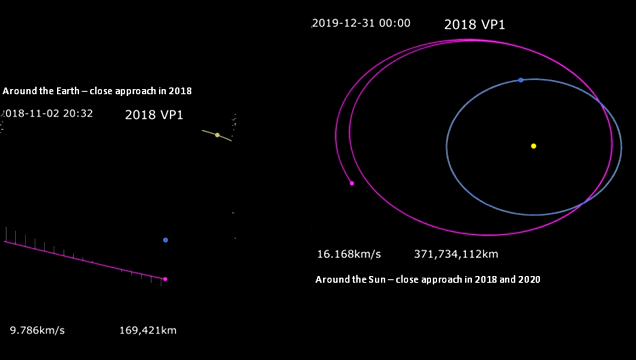 Around the Earth – close approach in 2018
2018-11-02 20:32
2018 VP1
9.786km/s
169,421km
2019-12-31 00:00
2018 VP1
16.168km/s
371,734,112km
Around the Sun – close approach in 2018 and 2020